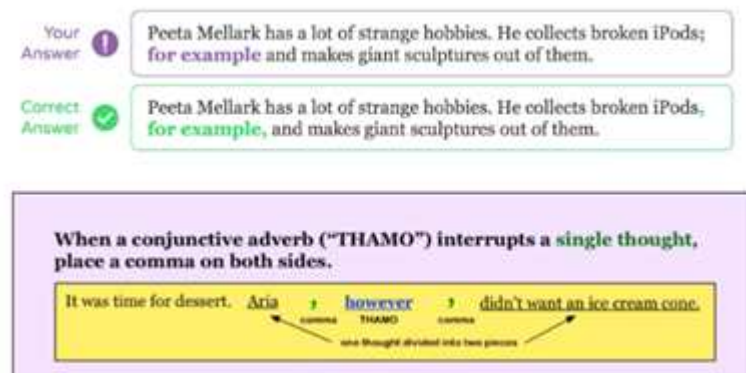 Your Answer
Peeta Mellark has a lot of strange hobbies. He collects broken iPods;
for example and makes giant sculptures out of them.
Correct Answer
Peeta Mellark has a lot of strange hobbies. He collects broken iPods,
for example, and makes giant sculptures out of them.
When a conjunctive adverb (“THAMO”) interrupts a single thought,
place a comma on both sides.
It was time for dessert. Aria , however , didn't want an ice cream cone.
comma THAMO comma
one thought divided into two pieces